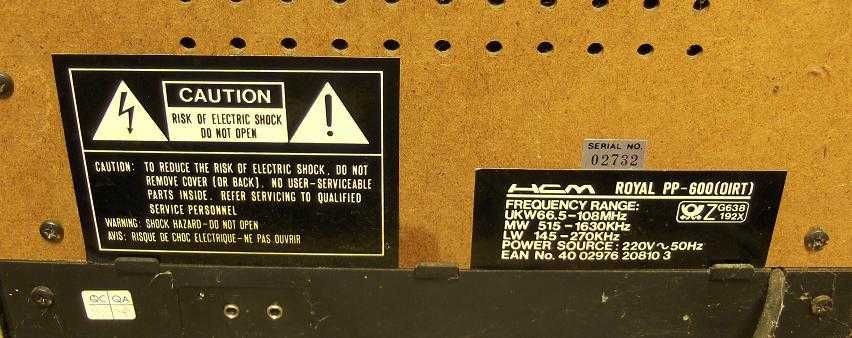 CAUTION
RISK OF ELECTRIC SHOCK
DO NOT OPEN
CAUTION: TO REDUCE THE RISK OF ELECTRIC SHOCK, DO NOT
REMOVE COVER (OR BACK). NO USER-SERVICEABLE
PARTS INSIDE. REFER SERVICING TO QUALIFIED
SERVICE PERSONNEL
WARNING: SHOCK HAZARD-DO NOT OPEN
AVIS: RISQUE DE CHOC ELECTRIQUE-NE PAS OUVRIR
SERIAL NO.
02732
HCM ROYAL PP-600(OIRT)
FREQUENCY RANGE:
UKW66.5-108MHz
MW 515-1630KHz
LW 145-270KHz
POWER SOURCE: 220V~50Hz
EAN No. 40 02976 20810 3
Z G638
192X
QC QA